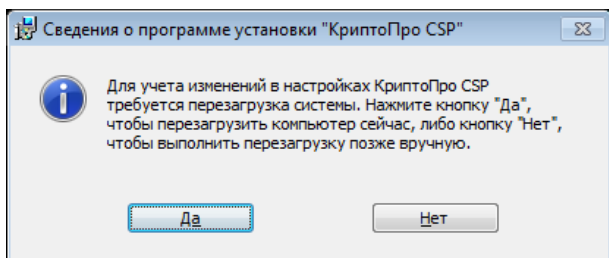 Сведения о программе установки "КриптоПро CSP"
Для учета изменений в настройках КриптоПро CSP
требуется перезагрузка системы. Нажмите кнопку "Да",
чтобы перезагрузить компьютер сейчас, либо кнопку "Нет",
чтобы выполнить перезагрузку позже вручную.
Да
Нет